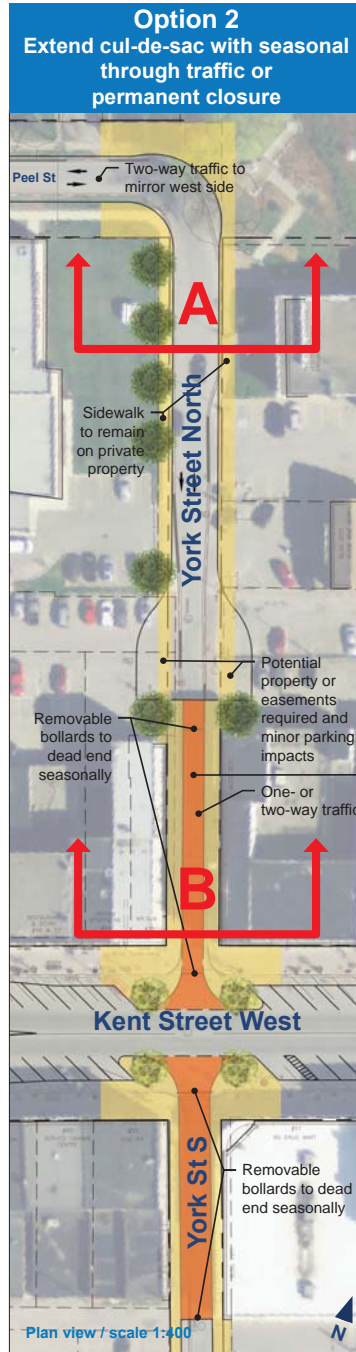 Option 2
Extend cul-de-sac with seasonal
through traffic or
permanent closure
Peel St
Two-way traffic to
mirror west side
A
Sidewalk
to remain
on private
property
York Street North
Potential
property or
easements
required and
minor parking
impacts
Removable
bollards to
dead end
seasonally
One- or
two-way traffic
B
Kent Street West
York St S
Removable
bollards to dead
end seasonally
Plan view / scale 1:400
N